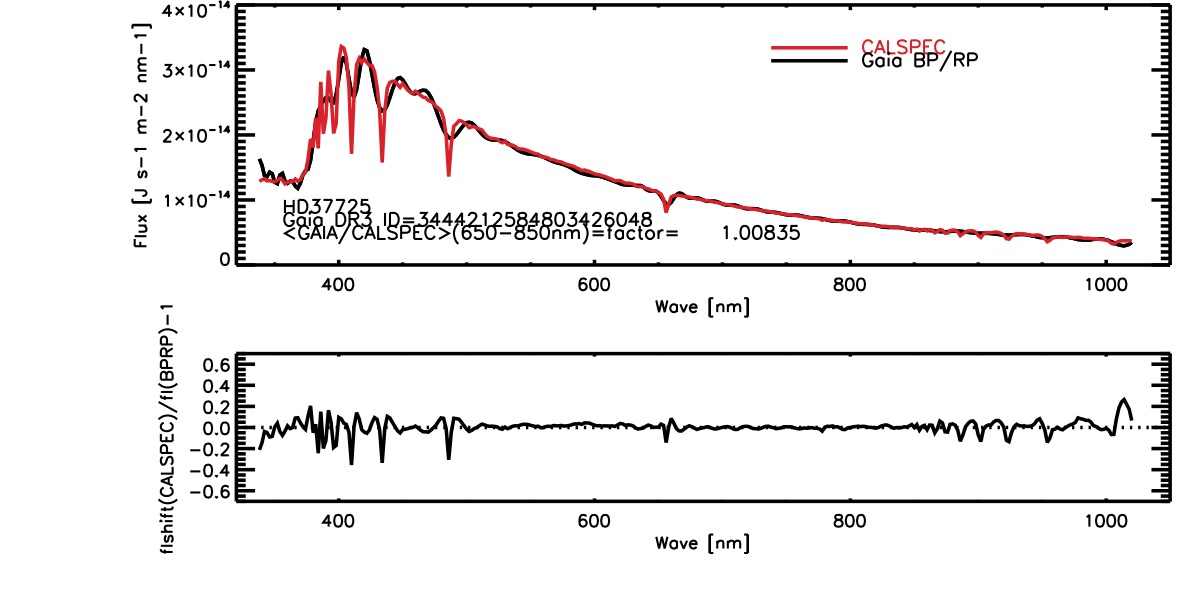 4×10−14
3×10−14
2×10−14
1×10−14
0
Flux [J s−1 m−2 nm−1]
CALSPEC
Gaia BP/RP
HD37725
Gaia DR3 ID=3444212584803426048
<GAIA/CALSPEC>(650−850nm)=factor= 1.00835
400 600 800 1000
Wave [nm]
flshift(CALSPEC)/fl(BPRP)−1
0.6
0.4
0.2
0.0
−0.2
−0.4
−0.6
400 600 800 1000
Wave [nm]